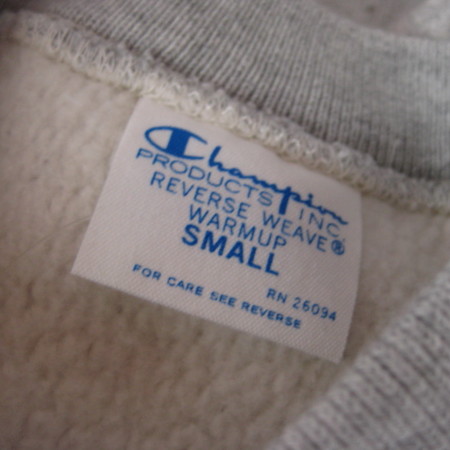 Champion
PRODUCTS INC.
REVERSE WEAVE®
WARMUP
SMALL
RN 26094
FOR CARE SEE REVERSE